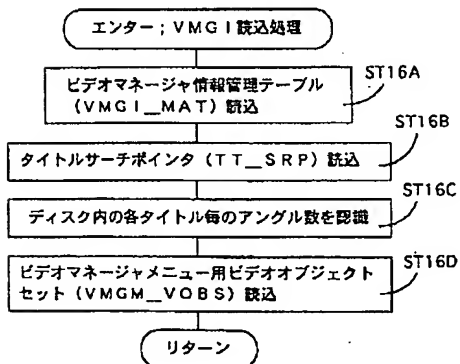 エンター;VMGI読込処理
ST16A
ビデオマネージャ情報管理テーブル
(VMGI__MAT)読込
ST16B
タイトルサーチポインタ(TT__SRP)読込
ST16C
ディスク内の各タイトル毎のアングル数を認識
ST16D
ビデオマネージャメニュー用ビデオオブジェクト
セット(VMGM__VOBS)読込
リターン